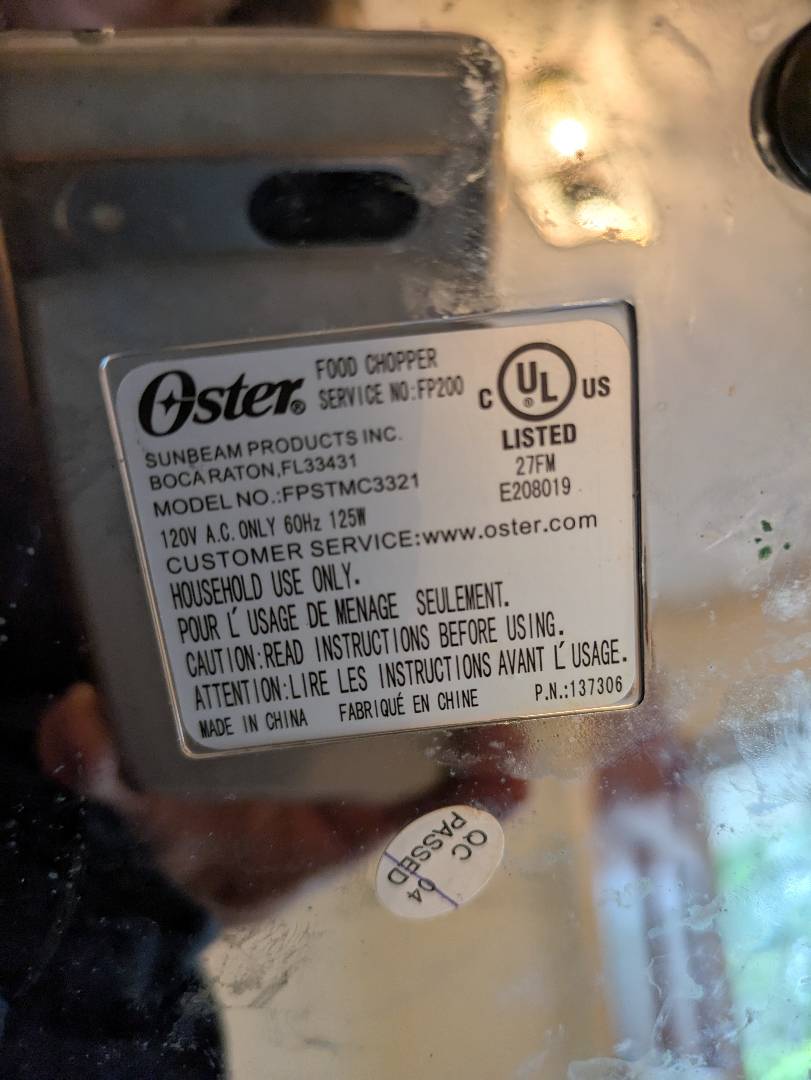 Oster®
FOOD CHOPPER
SERVICE NO:FP200
C UL® US
LISTED
27FM
E208019
SUNBEAM PRODUCTS INC.
BOCA RATON,FL33431
MODEL NO.:FPSTMC3321
120V A.C. ONLY 60Hz 125W
CUSTOMER SERVICE:www.oster.com
HOUSEHOLD USE ONLY.
POUR L´USAGE DE MENAGE SEULEMENT.
CAUTION:READ INSTRUCTIONS BEFORE USING.
ATTENTION:LIRE LES INSTRUCTIONS AVANT L´USAGE.
MADE IN CHINA FABRIQUÉ EN CHINE P.N.:137306
QC
PASSED
04